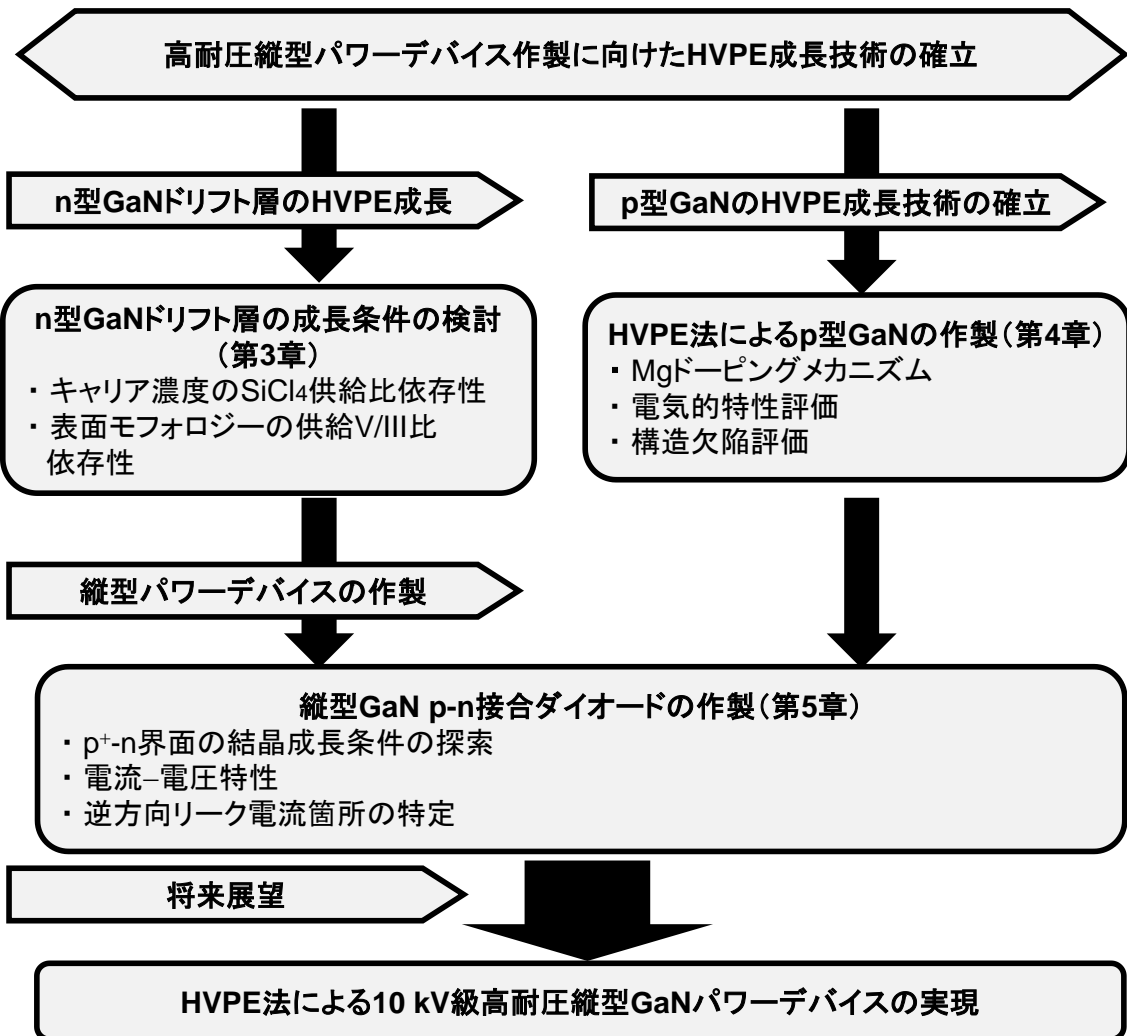 高耐圧縦型パワーデバイス作製に向けたHVPE成長技術の確立
n型GaNドリフト層のHVPE成長
p型GaNのHVPE成長技術の確立
n型GaNドリフト層の成長条件の検討
（第3章）
・ キャリア濃度のSiCl4供給比依存性
・ 表面モフォロジーの供給V/III比
依存性
HVPE法によるp型GaNの作製（第4章）
・ Mgドーピングメカニズム
・ 電気的特性評価
・ 構造欠陥評価
縦型パワーデバイスの作製
縦型GaN p-n接合ダイオードの作製（第5章）
・ p+-n界面の結晶成長条件の探索
・ 電流–電圧特性
・ 逆方向リーク電流箇所の特定
将来展望
HVPE法による10 kV級高耐圧縦型GaNパワーデバイスの実現